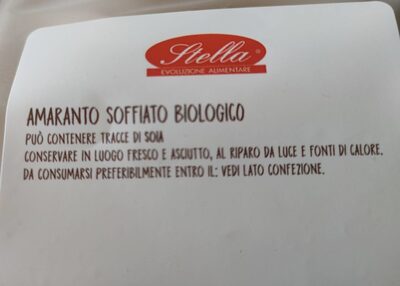 Stella®
EVOLUZIONE ALIMENTARE
AMARANTO SOFFIATO BIOLOGICO
PUÒ CONTENERE TRACCE DI SOIA
CONSERVARE IN LUOGO FRESCO E ASCIUTTO, AL RIPARO DA LUCE E FONTI DI CALORE.
DA CONSUMARSI PREFERIBILMENTE ENTRO IL: VEDI LATO CONFEZIONE.